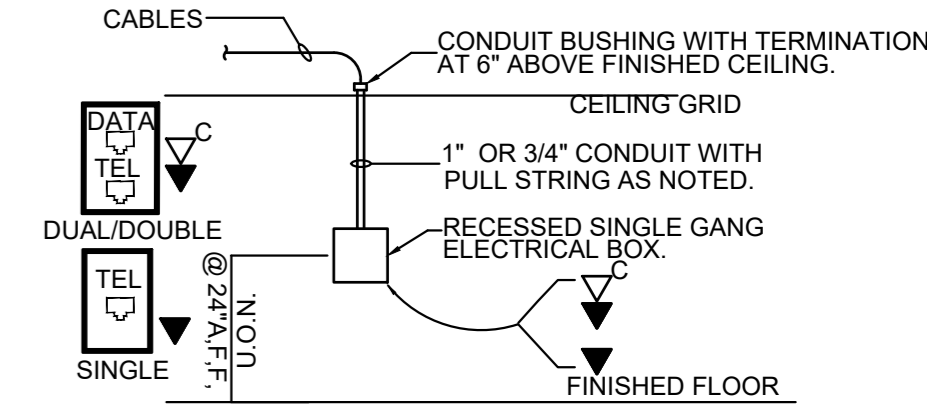 CABLES
CONDUIT BUSHING WITH TERMINATION
AT 6" ABOVE FINISHED CEILING.
CEILING GRID
DATA
TEL
C
1" OR 3/4" CONDUIT WITH
PULL STRING AS NOTED.
DUAL/DOUBLE
RECESSED SINGLE GANG
ELECTRICAL BOX.
TEL
SINGLE
@ 24"A,F,F,
U.O.N.
C
FINISHED FLOOR